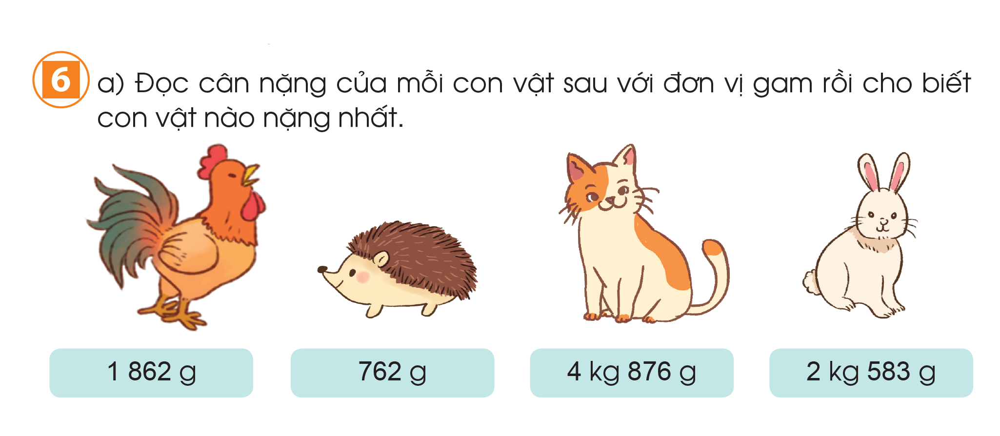 6
a) Đọc cân nặng của mỗi con vật sau với đơn vị gam rồi cho biết
con vật nào nặng nhất.
1 862 g
762 g
4 kg 876 g
2 kg 583 g